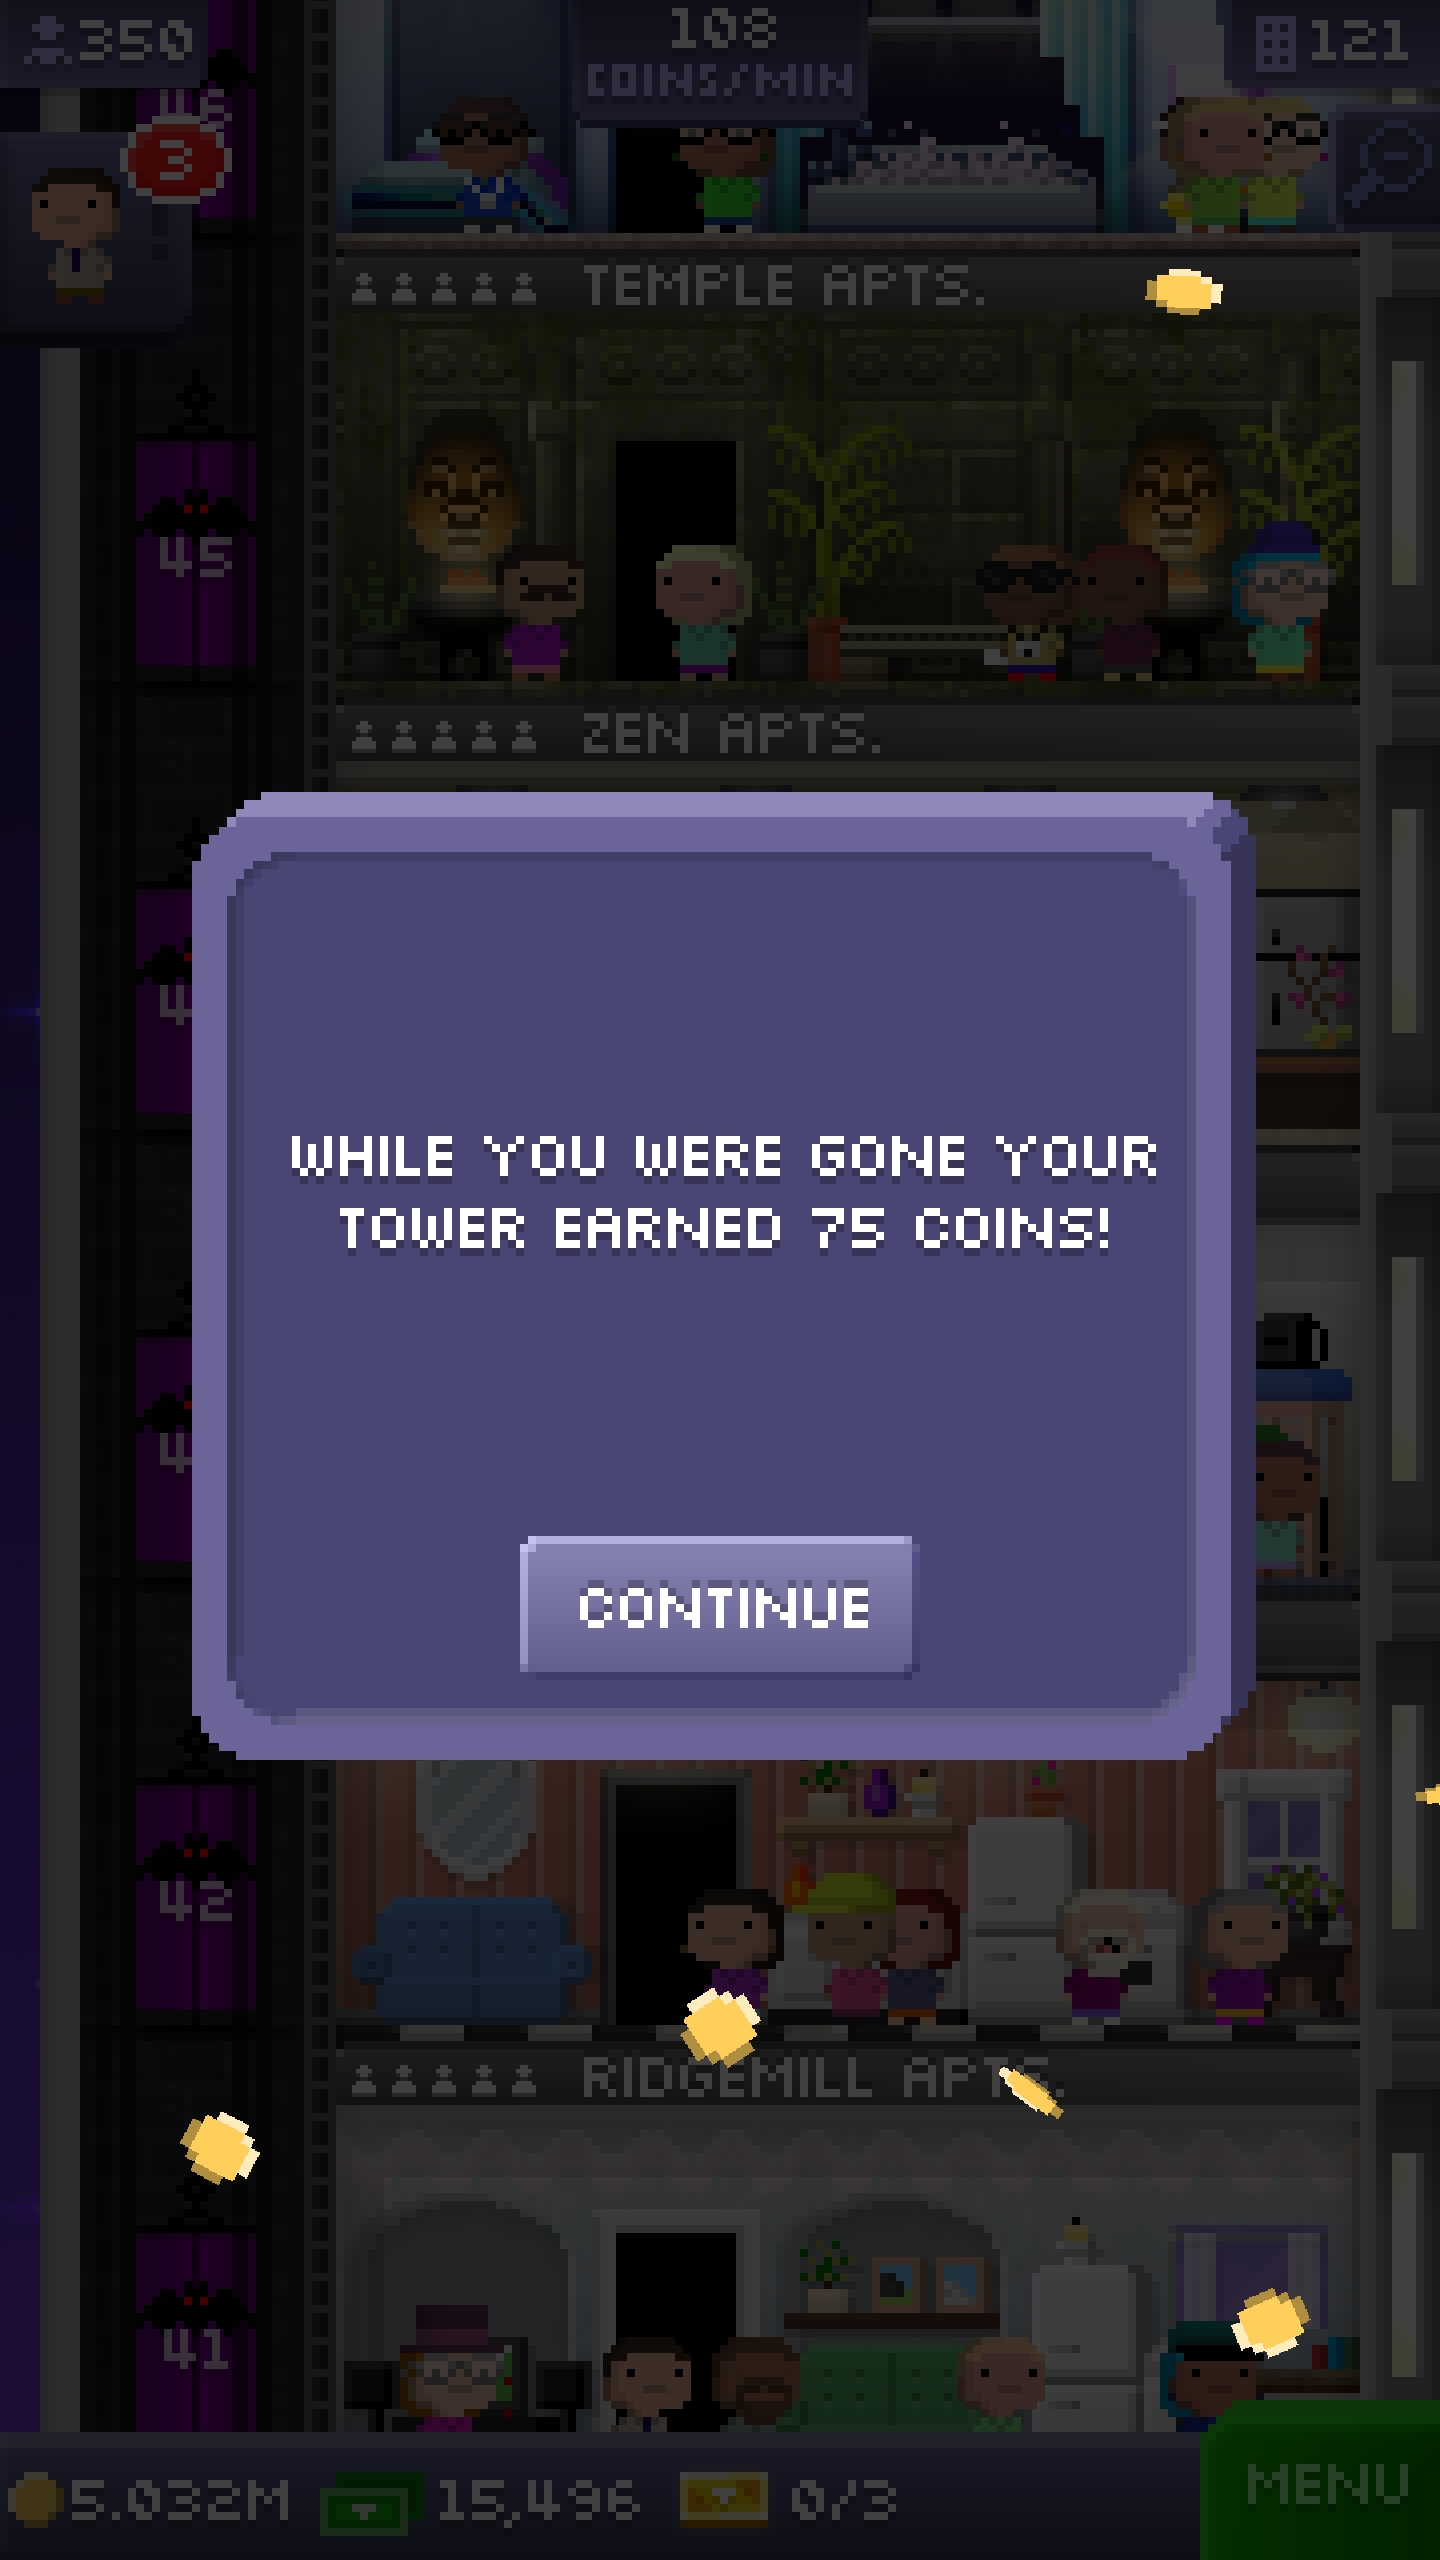 350
108
COINS/MIN
121
46
3
TEMPLE APTS.
45
ZEN APTS.
WHILE YOU WERE GONE YOUR
TOWER EARNED 75 COINS!
CONTINUE
42
RIDGEMILL APTS.
41
5.032M
15,496
0/3
MENU